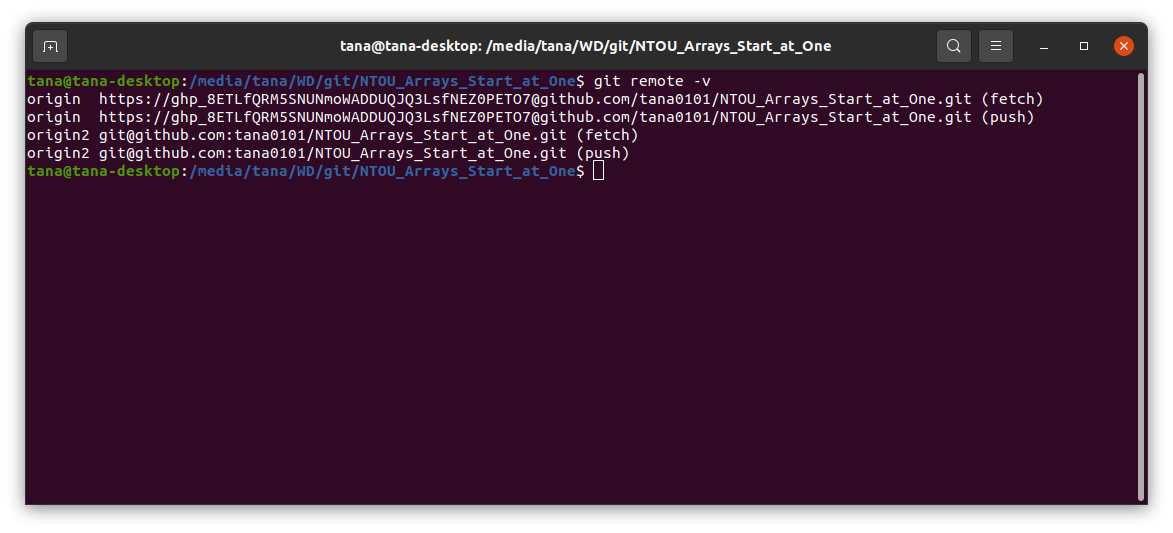 tana@tana-desktop: /media/tana/WD/git/NTOU_Arrays_Start_at_One
tana@tana-desktop:/media/tana/WD/git/NTOU_Arrays_Start_at_One$ git remote -v
origin  https://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@github.com/tana0101/NTOU_Arrays_Start_at_One.git (fetch)
origin  https://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@github.com/tana0101/NTOU_Arrays_Start_at_One.git (push)
origin2 git@github.com:tana0101/NTOU_Arrays_Start_at_One.git (fetch)
origin2 git@github.com:tana0101/NTOU_Arrays_Start_at_One.git (push)
tana@tana-desktop:/media/tana/WD/git/NTOU_Arrays_Start_at_One$